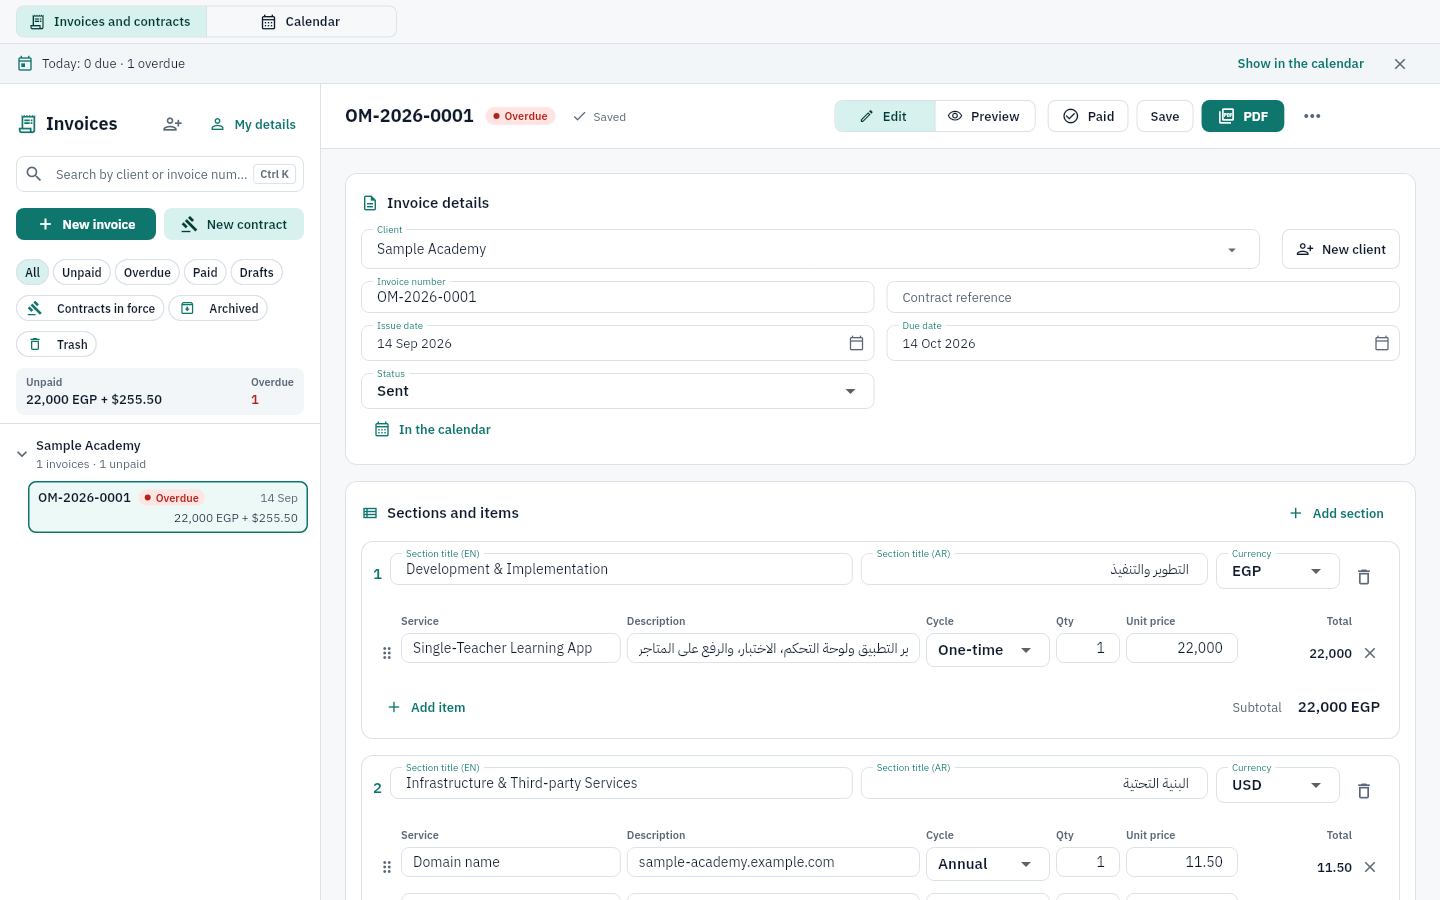 Invoices and contracts
Calendar
Today: 0 due · 1 overdue
Show in the calendar
Invoices
My details
Search by client or invoice num...
Ctrl K
New invoice
New contract
All
Unpaid
Overdue
Paid
Drafts
Contracts in force
Archived
Trash
Unpaid
Overdue
22,000 EGP + $255.50
1
Sample Academy
1 invoices · 1 unpaid
OM-2026-0001
Overdue
14 Sep
22,000 EGP + $255.50
OM-2026-0001
Overdue
Saved
Edit
Preview
Paid
Save
PDF
Invoice details
Client
Sample Academy
New client
Invoice number
OM-2026-0001
Contract reference
Issue date
14 Sep 2026
Due date
14 Oct 2026
Status
Sent
In the calendar
Sections and items
Add section
1
Section title (EN)
Development & Implementation
Section title (AR)
التطوير والتنفيذ
Currency
EGP
Service
Description
Cycle
Qty
Unit price
Total
Single-Teacher Learning App
ير التطبيق ولوحة التحكم، الاختبار، والرفع على المتاجر
One-time
1
22,000
22,000
Add item
Subtotal
22,000 EGP
2
Section title (EN)
Infrastructure & Third-party Services
Section title (AR)
البنية التحتية
Currency
USD
Service
Description
Cycle
Qty
Unit price
Total
Domain name
sample-academy.example.com
Annual
1
11.50
11.50